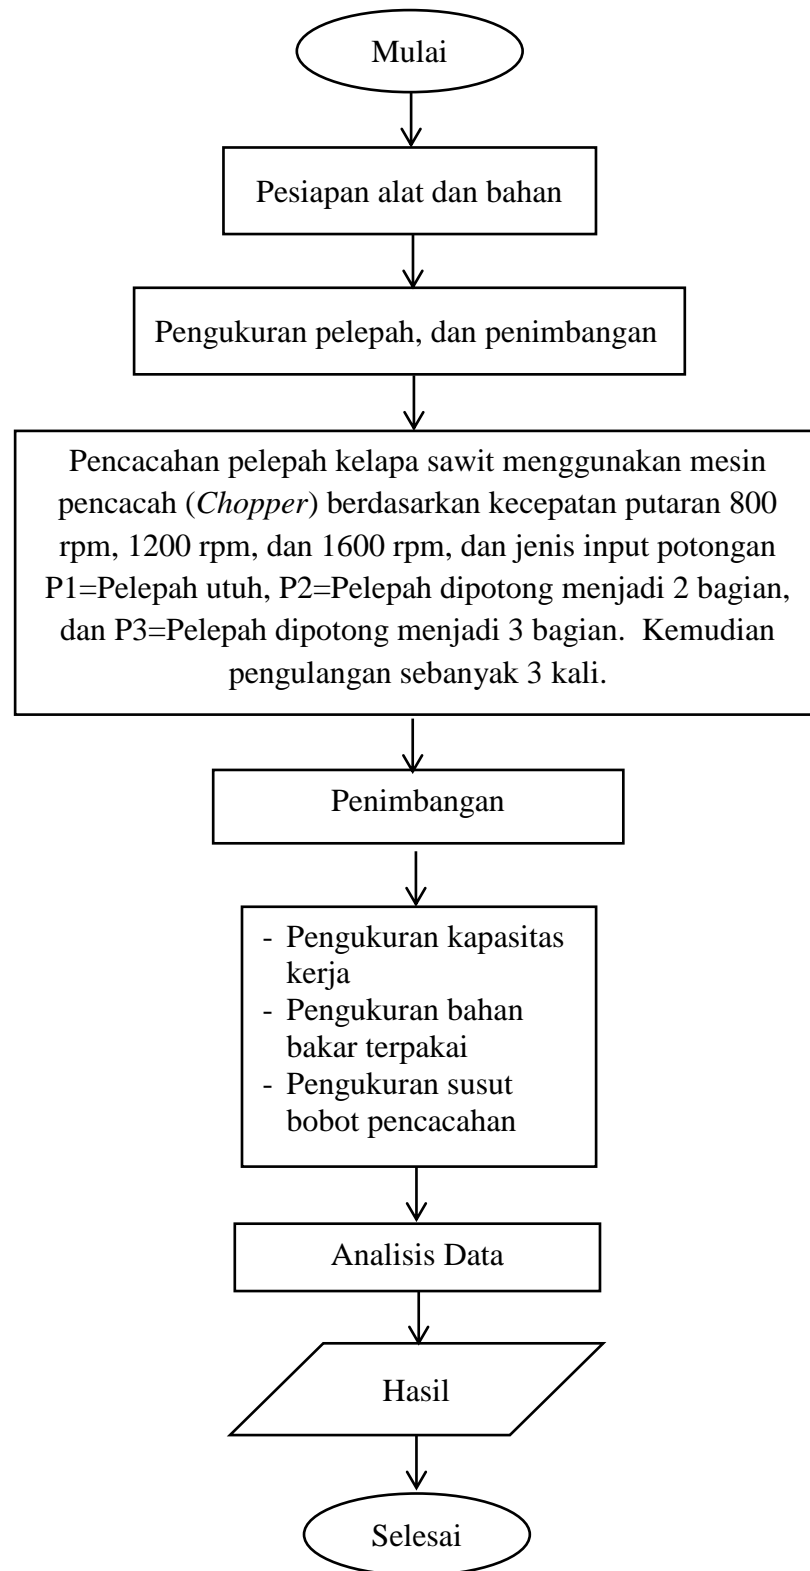 Mulai
Pesiapan alat dan bahan
Pengukuran pelepah, dan penimbangan
Pencacahan pelepah kelapa sawit menggunakan mesin
pencacah (Chopper) berdasarkan kecepatan putaran 800
rpm, 1200 rpm, dan 1600 rpm, dan jenis input potongan
P1=Pelepah utuh, P2=Pelepah dipotong menjadi 2 bagian,
dan P3=Pelepah dipotong menjadi 3 bagian.  Kemudian
pengulangan sebanyak 3 kali.
Penimbangan
- Pengukuran kapasitas
kerja
- Pengukuran bahan
bakar terpakai
- Pengukuran susut
bobot pencacahan
Analisis Data
Hasil
Selesai